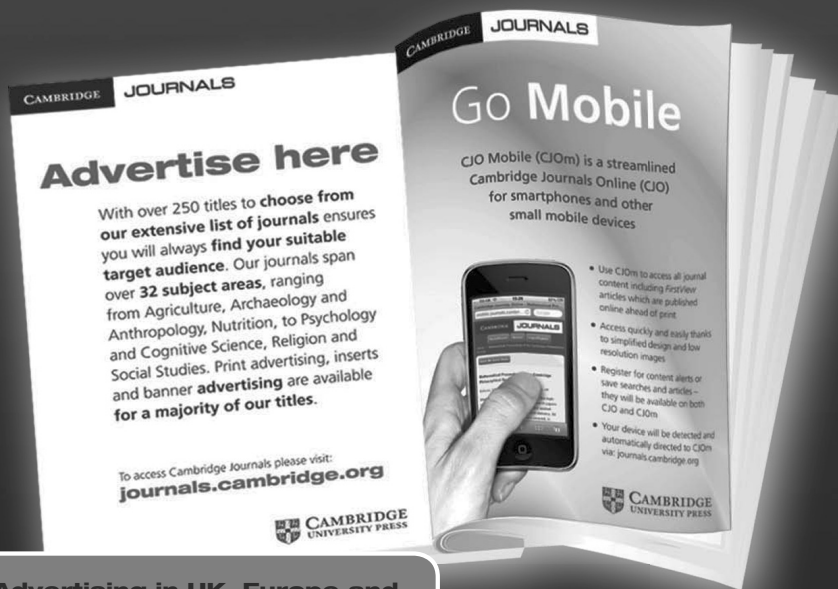 CAMBRIDGE JOURNALS
Advertise here
With over 250 titles to choose from
our extensive list of journals ensures
you will always find your suitable
target audience. Our journals span
over 32 subject areas, ranging
from Agriculture, Archaeology and
Anthropology, Nutrition, to Psychology
and Cognitive Science, Religion and
Social Studies. Print advertising, inserts
and banner advertising are available
for a majority of our titles.
To access Cambridge Journals please visit:
journals.cambridge.org
CAMBRIDGE
UNIVERSITY PRESS
CAMBRIDGE JOURNALS
Go Mobile
CJO Mobile (CJOm) is a streamlined
Cambridge Journals Online (CJO)
for smartphones and other
small mobile devices
CAMBRIDGE JOURNALS
• Use CJOm to access all journal
content including FirstView
articles which are published
online ahead of print
• Access quickly and easily thanks
to simplified design and low
resolution images
• Register for content alerts or
save searches and articles –
they will be available on both
CJO and CJOm
• Your device will be detected and
automatically directed to CJOm
via: journals.cambridge.org
CAMBRIDGE
UNIVERSITY PRESS
Advertising in UK, Europe and